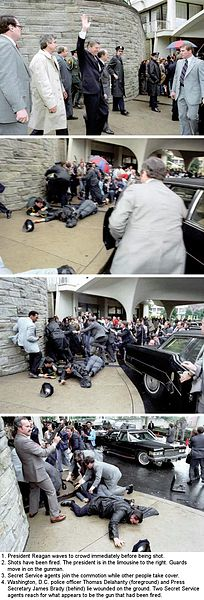 1. President Reagan waves to crowd immediately before being shot.
2. Shots have been fired. The president is in the limousine to the right. Guards
move in on the gunman.
3. Secret Service agents join the commotion while other people take cover.
4. Washington, D.C. police officer Thomas Delahanty (foreground) and Press
Secretary James Brady (behind) lie wounded on the ground. Two Secret Service
agents reach for what appears to be the gun that had been fired.